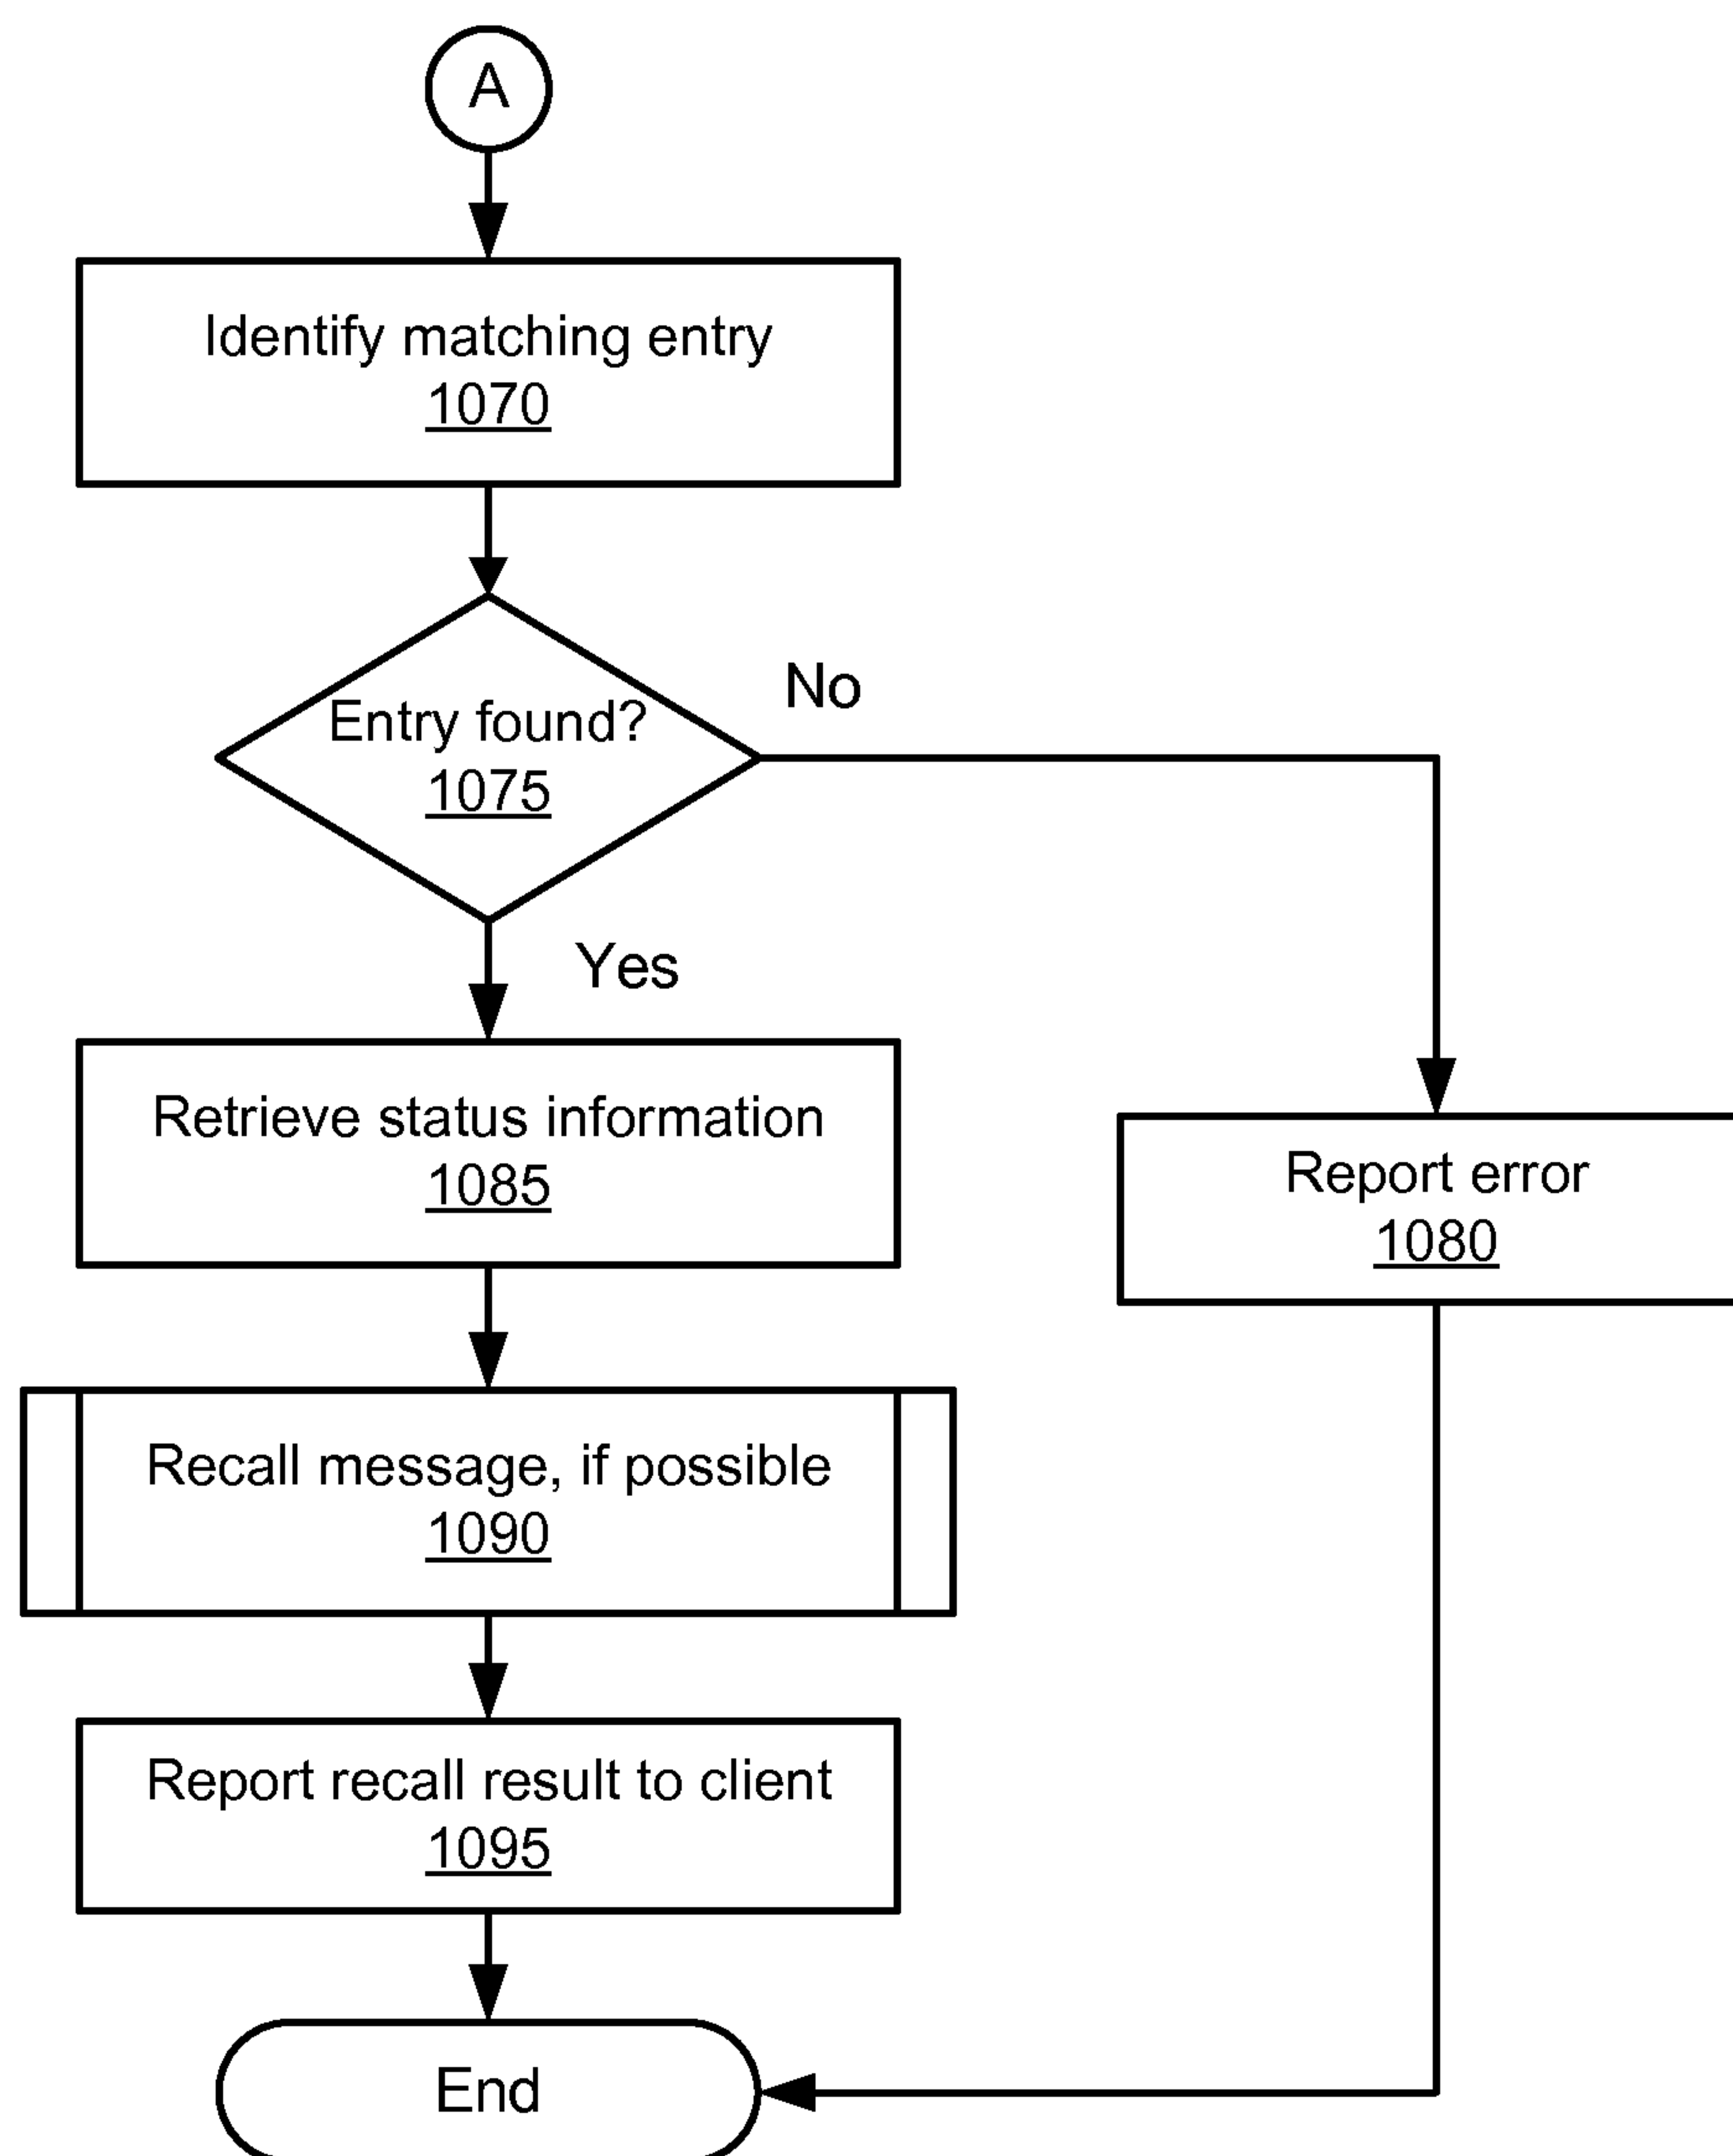 A
Identify matching entry
1070
Entry found?
1075
No
Yes
Retrieve status information
1085
Report error
1080
Recall message, if possible
1090
Report recall result to client
1095
End